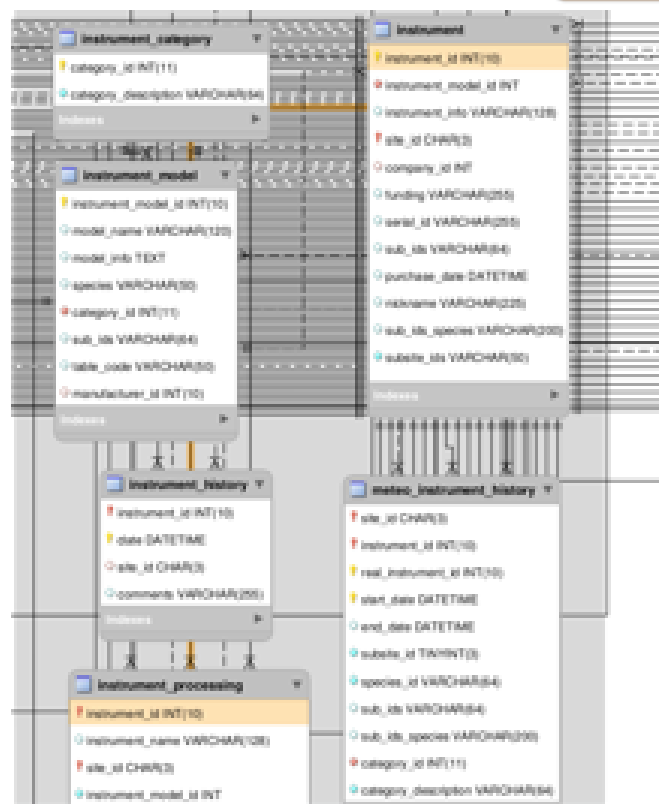 instrument_category
category_id INT(11)
category_description VARCHAR(64)
Indexes
instrument_model
instrument_model_id INT(10)
model_name VARCHAR(120)
model_info TEXT
species VARCHAR(50)
category_id INT(11)
sub_ids VARCHAR(64)
table_code VARCHAR(50)
manufacturer_id INT(10)
Indexes
instrument_history
instrument_id INT(10)
date DATETIME
site_id CHAR(3)
comments VARCHAR(255)
Indexes
instrument_processing
instrument_id INT(10)
instrument_name VARCHAR(128)
site_id CHAR(3)
instrument_model_id INT
instrument
instrument_id INT(10)
instrument_model_id INT
instrument_info VARCHAR(128)
site_id CHAR(3)
company_id INT
funding VARCHAR(255)
serial_id VARCHAR(255)
sub_ids VARCHAR(64)
purchase_date DATETIME
nickname VARCHAR(225)
sub_ids_species VARCHAR(200)
subsite_ids VARCHAR(50)
Indexes
meteo_instrument_history
site_id CHAR(3)
instrument_id INT(10)
real_instrument_id INT(10)
start_date DATETIME
end_date DATETIME
subsite_id TINYINT(3)
species_id VARCHAR(64)
sub_ids VARCHAR(64)
sub_ids_species VARCHAR(200)
category_id INT(11)
category_description VARCHAR(64)